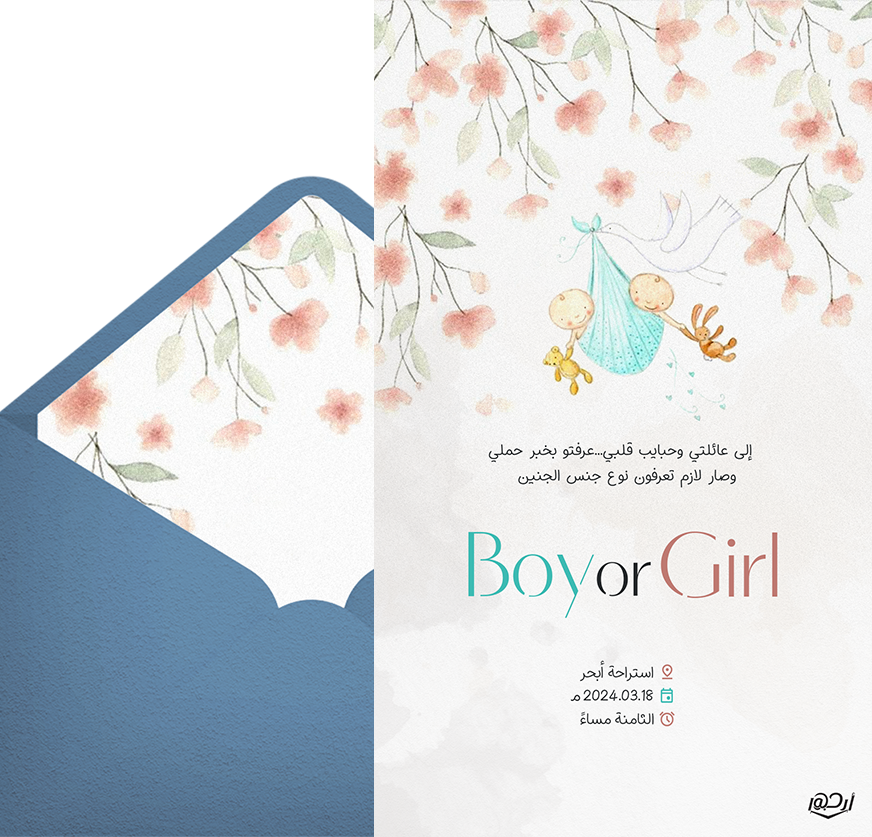 إلى عائلتي وحبايب قلبي...عرفتو بخبر حملي
وصار لازم تعرفون نوع جنس الجنين
Boy or Girl
استراحة أبحر
2024.03.18 مـ
الثامنة مساءً